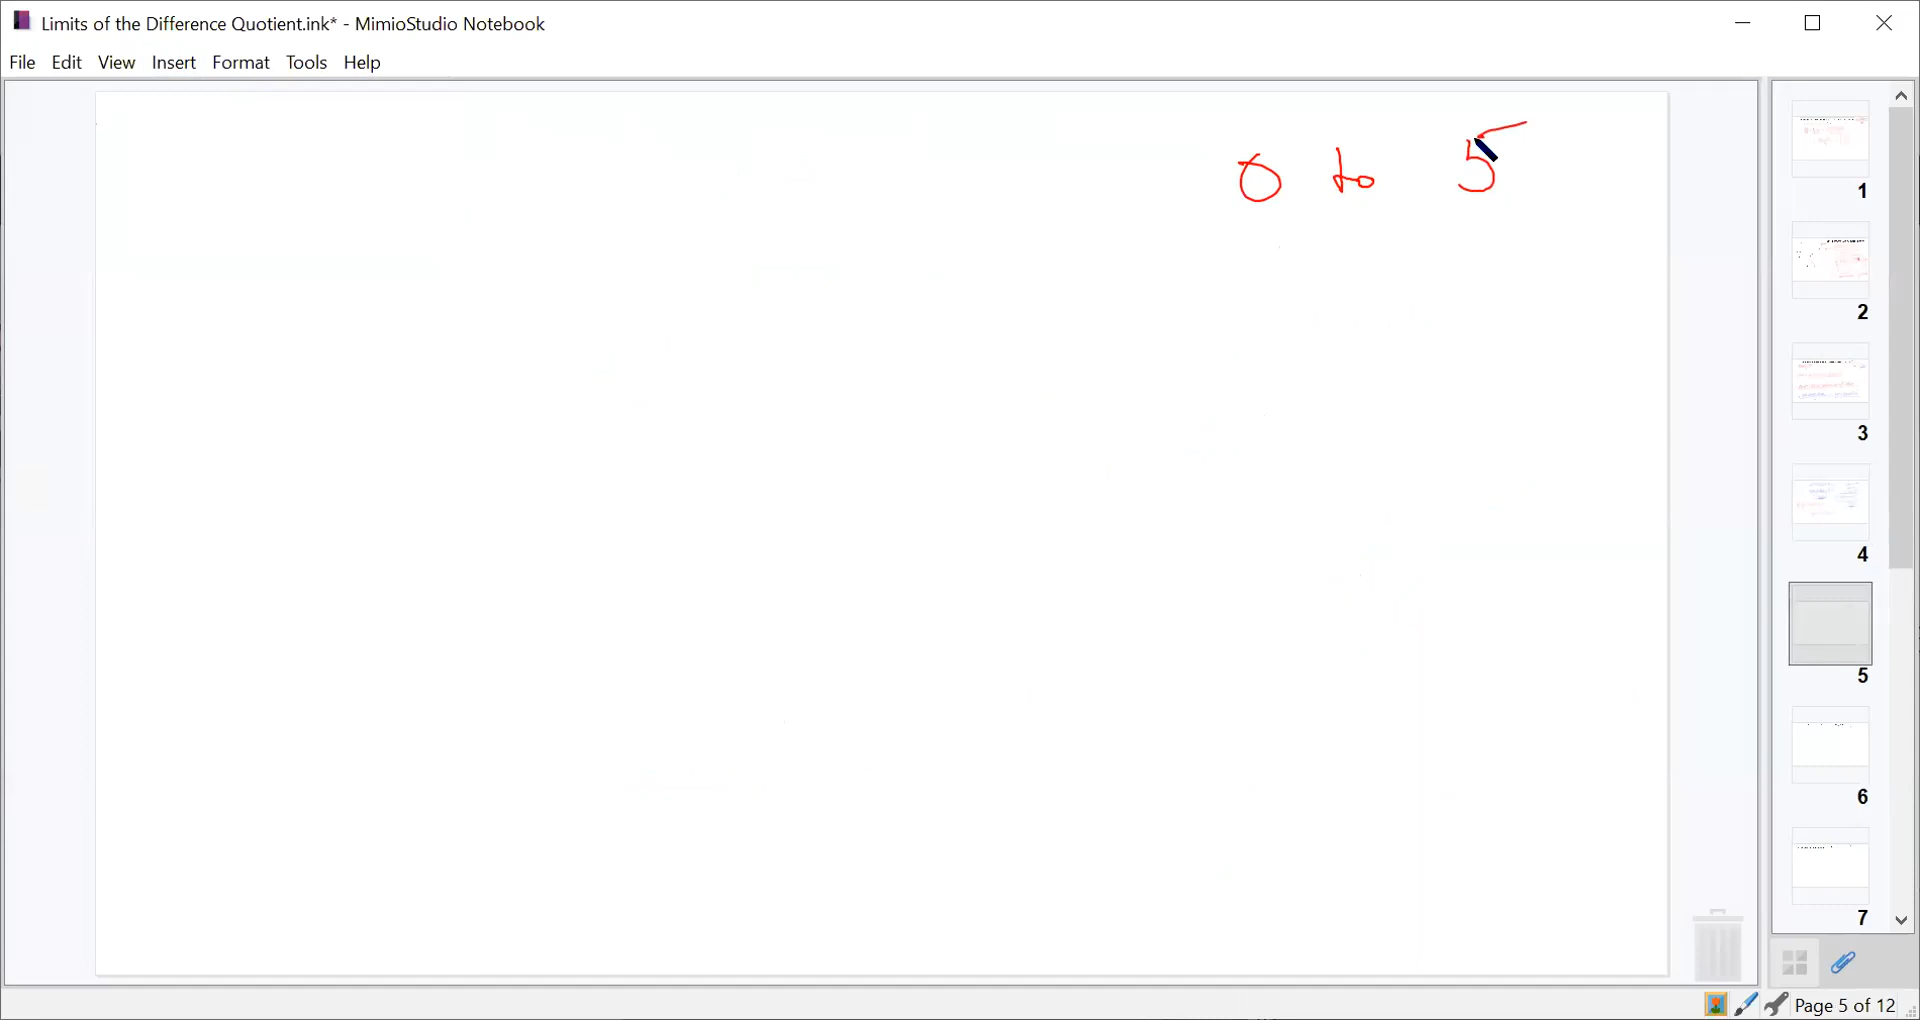 Limits of the Difference Quotient.ink* - MimioStudio Notebook
File Edit View Insert Format Tools Help
0 to 5
1
2
3
4
5
6
7
Page 5 of 12